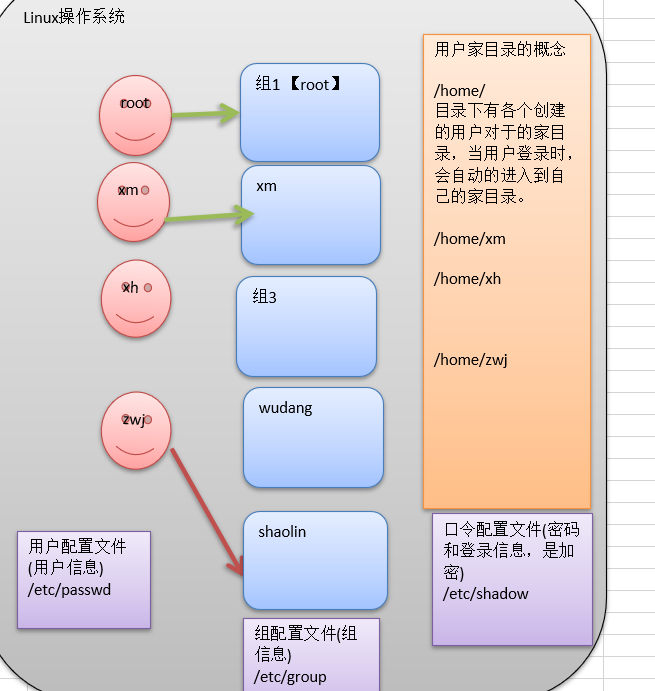 Linux操作系统
root
组1 【root】
xm
xm
xh
组3
zwj
wudang
shaolin
用户家目录的概念
/home/
目录下有各个创建
的用户对于的家目
录，当用户登录时，
会自动的进入到自
己的家目录。
/home/xm
/home/xh
/home/zwj
用户配置文件
(用户信息)
/etc/passwd
组配置文件(组
信息)
/etc/group
口令配置文件(密码
和登录信息，是加
密)
/etc/shadow